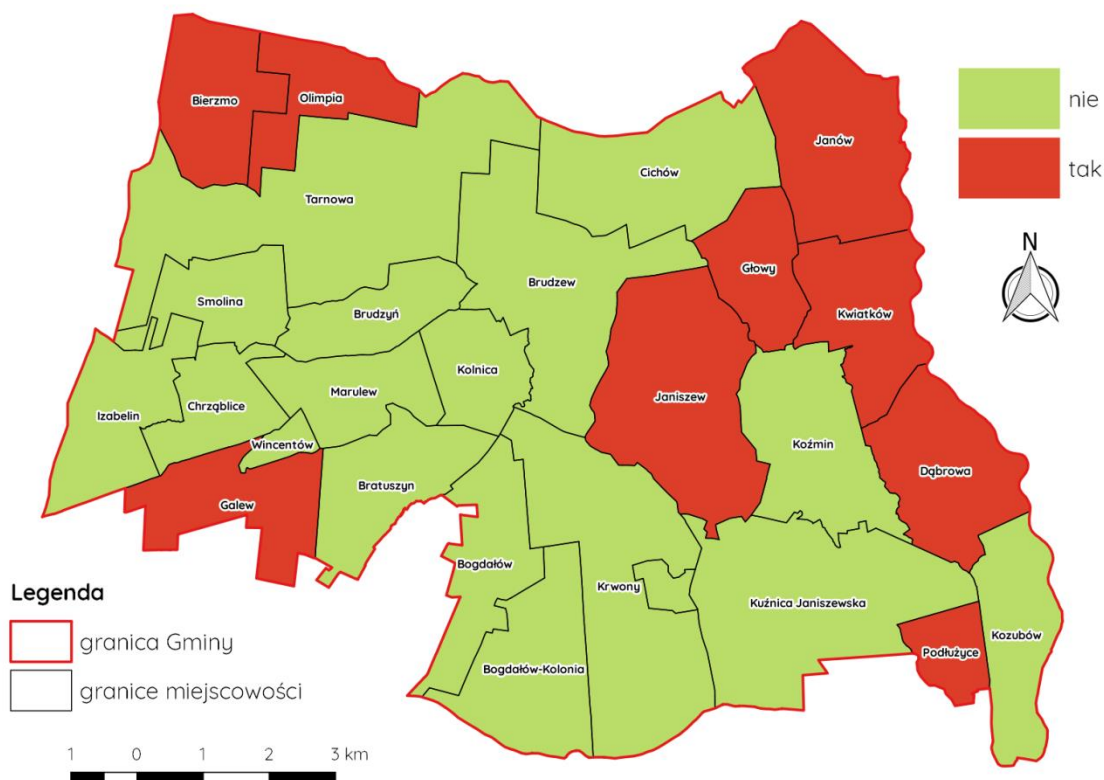 Bierzmo
Olimpia
Janów
nie
tak
Cichów
Tarnowa
N
Głowy
Brudzew
Smolina
Brudzyń
Kwiatków
Kolnica
Marulew
Janiszew
Chrząblice
Izabelin
Wincentów
Koźmin
Dąbrowa
Bratuszyn
Galew
Bogdałów
Krwony
Kuźnica Janiszewska
Kozubów
Podłużyce
Bogdałów-Kolonia
Legenda
granica Gminy
granice miejscowości
1 0 1 2 3 km